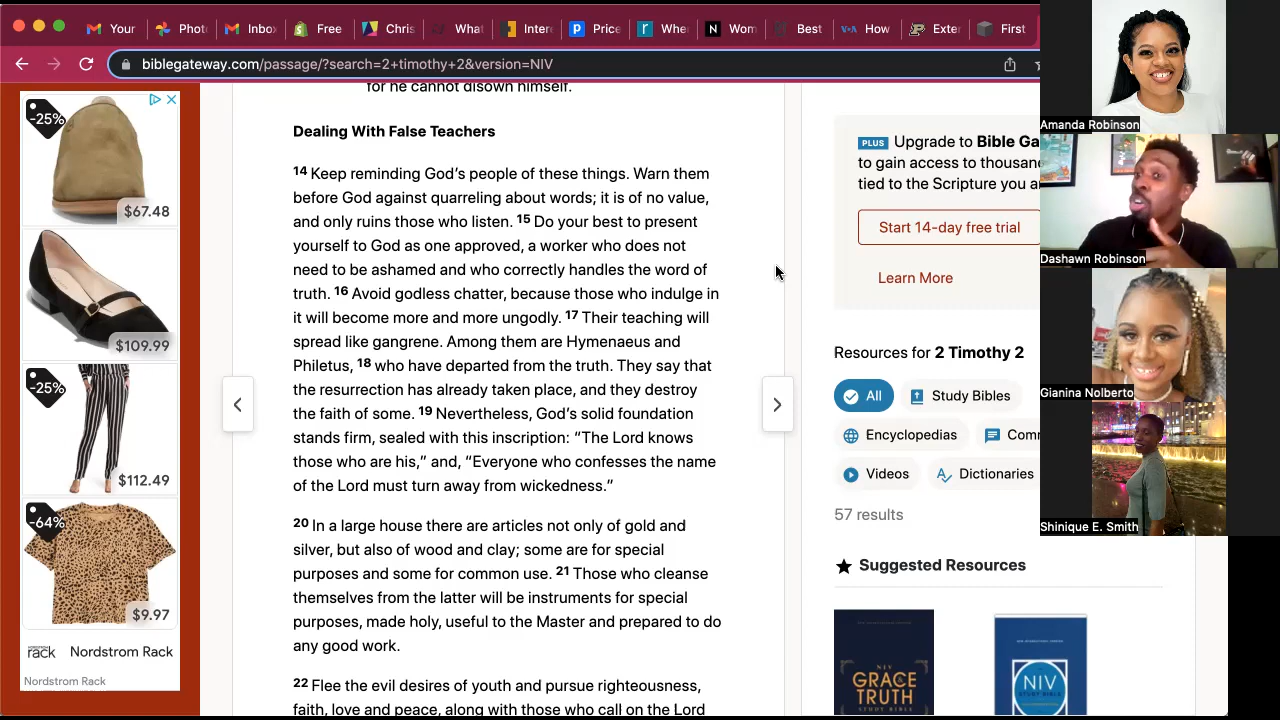 Your
Phot
Inbo
Free
Chris
What
Inter
Price
Whe
Wom
Best
VOA
How
Exter
First
biblegateway.com/passage/?search=2+timothy+2&version=NIV
-25%
$67.48
$109.99
-25%
$112.49
-64%
$9.97
rack
Nordstrom Rack
Nordstrom Rack
for he cannot disown himself.
Dealing With False Teachers
14 Keep reminding God’s people of these things. Warn them
before God against quarreling about words; it is of no value,
and only ruins those who listen. 15 Do your best to present
yourself to God as one approved, a worker who does not
need to be ashamed and who correctly handles the word of
truth. 16 Avoid godless chatter, because those who indulge in
it will become more and more ungodly. 17 Their teaching will
spread like gangrene. Among them are Hymenaeus and
Philetus, 18 who have departed from the truth. They say that
the resurrection has already taken place, and they destroy
the faith of some. 19 Nevertheless, God’s solid foundation
stands firm, sealed with this inscription: “The Lord knows
those who are his,” and, “Everyone who confesses the name
of the Lord must turn away from wickedness.”
20 In a large house there are articles not only of gold and
silver, but also of wood and clay; some are for special
purposes and some for common use. 21 Those who cleanse
themselves from the latter will be instruments for special
purposes, made holy, useful to the Master and prepared to do
any good work.
22 Flee the evil desires of youth and pursue righteousness,
faith, love and peace, along with those who call on the Lord
PLUS Upgrade to Bible Ga
to gain access to thousan
tied to the Scripture you a
Start 14-day free trial
Learn More
Resources for 2 Timothy 2
All
Study Bibles
Encyclopedias
Comm
Videos
Dictionaries
57 results
Suggested Resources
NIV
GRACE
TRUTH
STUDY BIBLE
NIV
STUDY BIBLE
Amanda Robinson
Dashawn Robinson
Gianina Nolberto
Shinique E. Smith